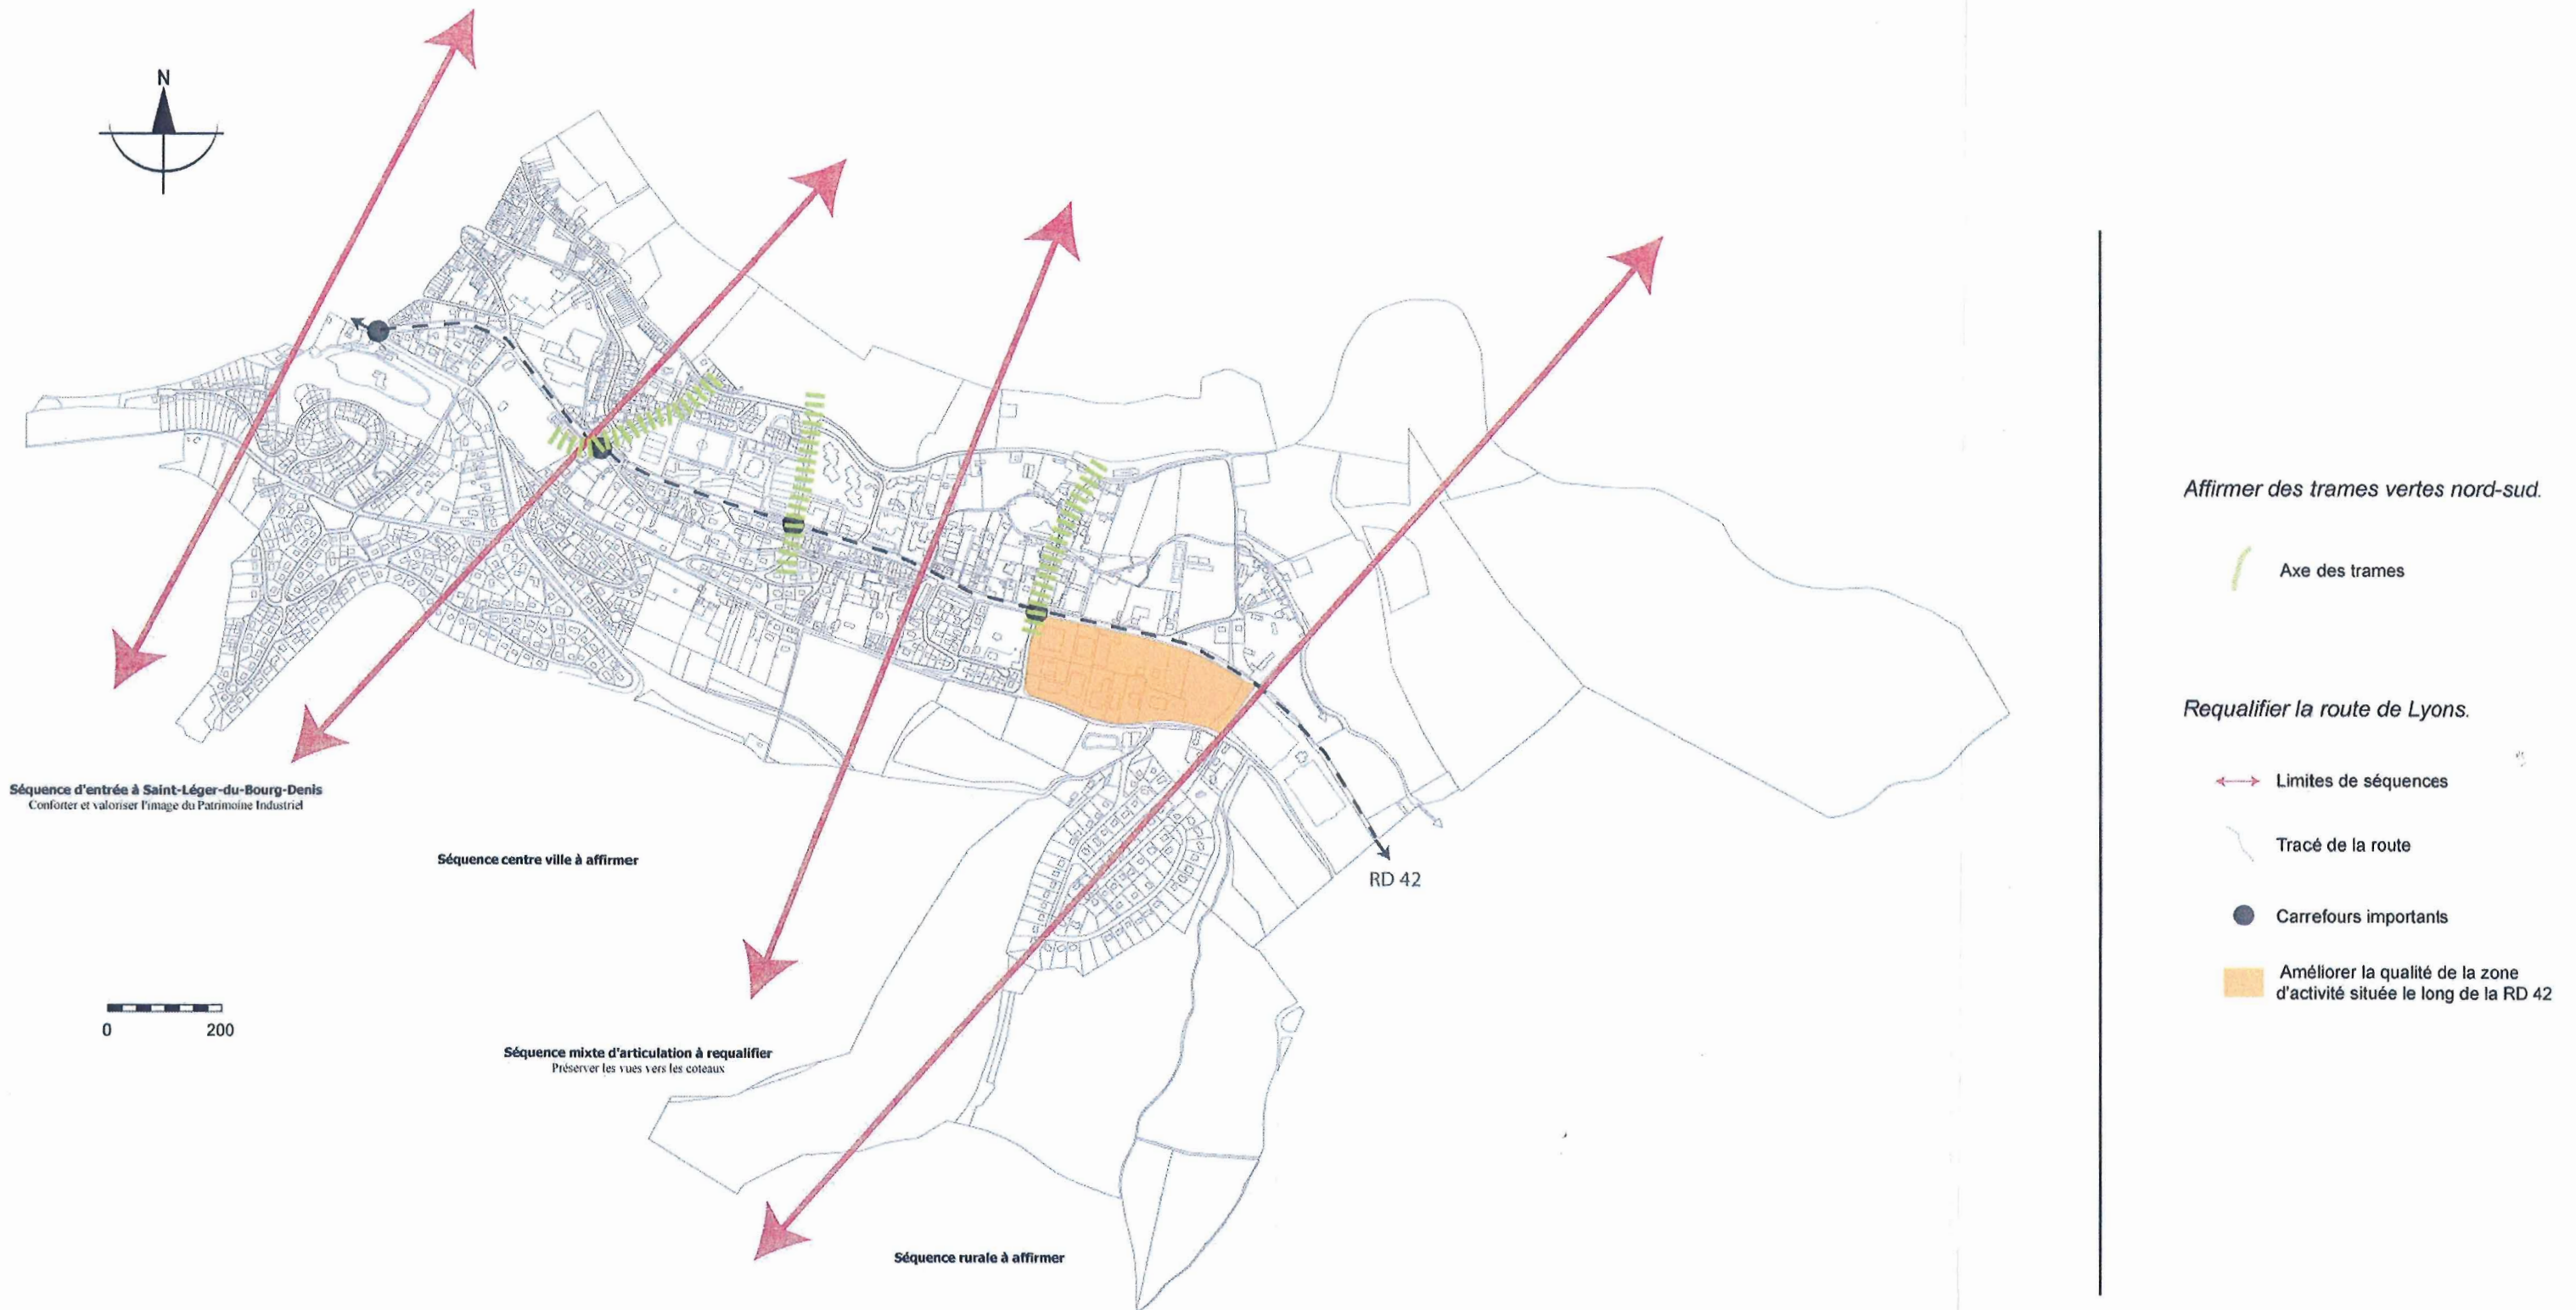 N
Séquence d'entrée à Saint-Léger-du-Bourg-Denis
Conforter et valoriser l'image du Patrimoine Industriel
Séquence centre ville à affirmer
RD 42
0 200
Séquence mixte d'articulation à requalifier
Préserver les vues vers les coteaux
Séquence rurale à affirmer
Affirmer des trames vertes nord-sud.
Axe des trames
Requalifier la route de Lyons.
Limites de séquences
Tracé de la route
Carrefours importants
Améliorer la qualité de la zone
d'activité située le long de la RD 42